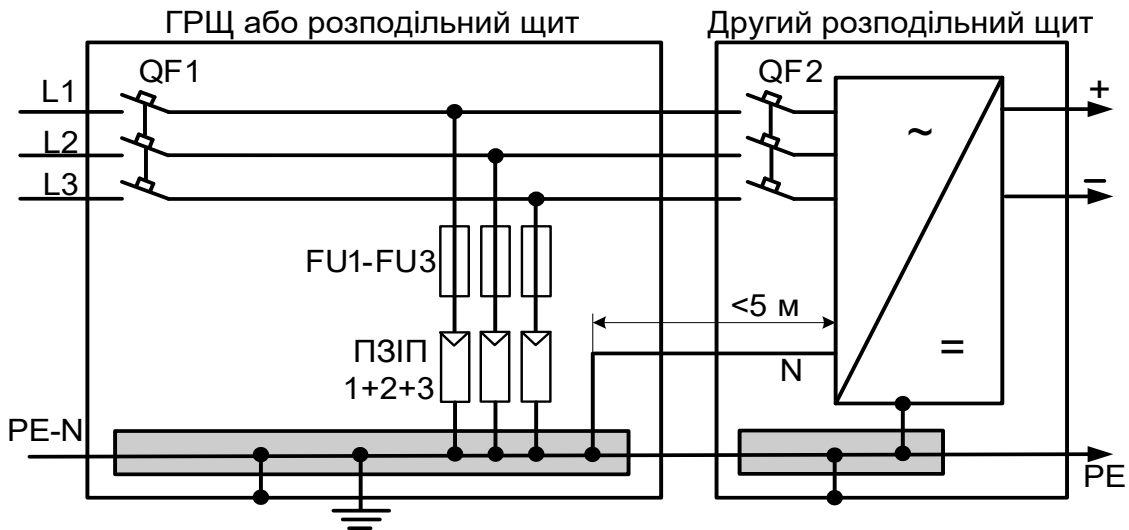 ГРЩ або розподільний щит
Другий розподільний щит
QF1
QF2
L1
L2
L3
+
~
–
FU1-FU3
<5 м
ПЗІП
1+2+3
N
=
PE-N
PE